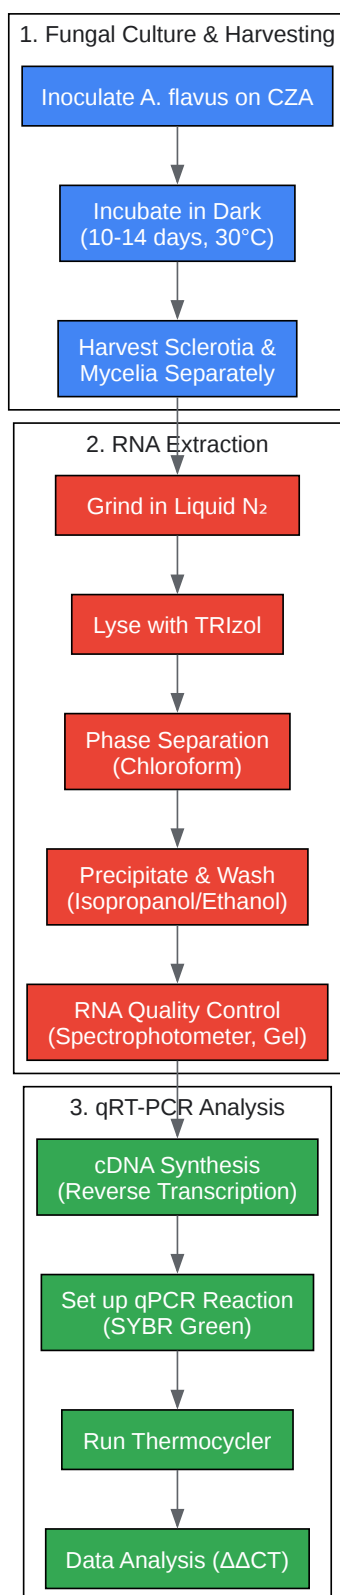 1. Fungal Culture & Harvesting
Inoculate A. flavus on CZA
Incubate in Dark
(10-14 days, 30°C)
Harvest Sclerotia &
Mycelia Separately
2. RNA Extraction
Grind in Liquid N₂
Lyse with TRIzol
Phase Separation
(Chloroform)
Precipitate & Wash
(Isopropanol/Ethanol)
RNA Quality Control
(Spectrophotometer, Gel)
3. qRT-PCR Analysis
cDNA Synthesis
(Reverse Transcription)
Set up qPCR Reaction
(SYBR Green)
Run Thermocycler
Data Analysis (ΔΔCT)